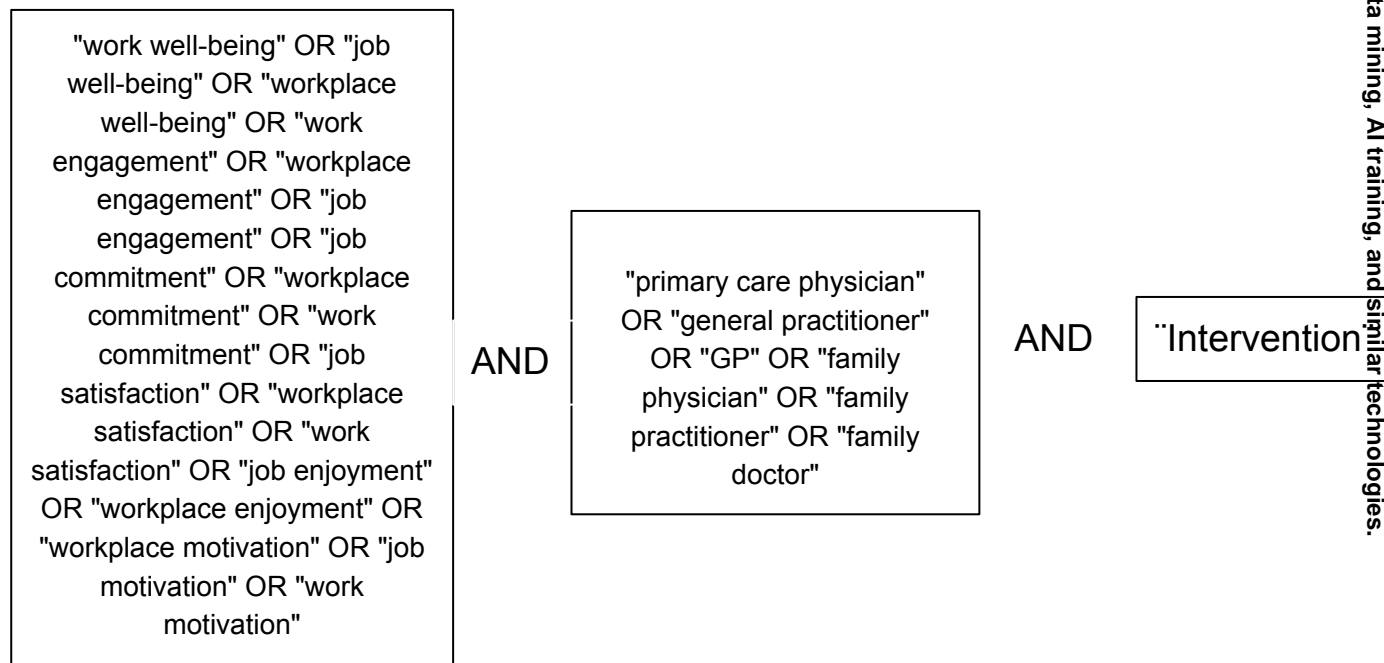 "work well-being" OR "job
well-being" OR "workplace
well-being" OR "work
engagement" OR "workplace
engagement" OR "job
engagement" OR "job
commitment" OR "workplace
commitment" OR "work
commitment" OR "job
satisfaction" OR "workplace
satisfaction" OR "work
satisfaction" OR "job enjoyment"
OR "workplace enjoyment" OR
"workplace motivation" OR "job
motivation" OR "work
motivation"
AND
"primary care physician"
OR "general practitioner"
OR "GP" OR "family
physician" OR "family
practitioner" OR "family
doctor"
AND
¨Intervention¨
mining, AI training, and similar technologies.